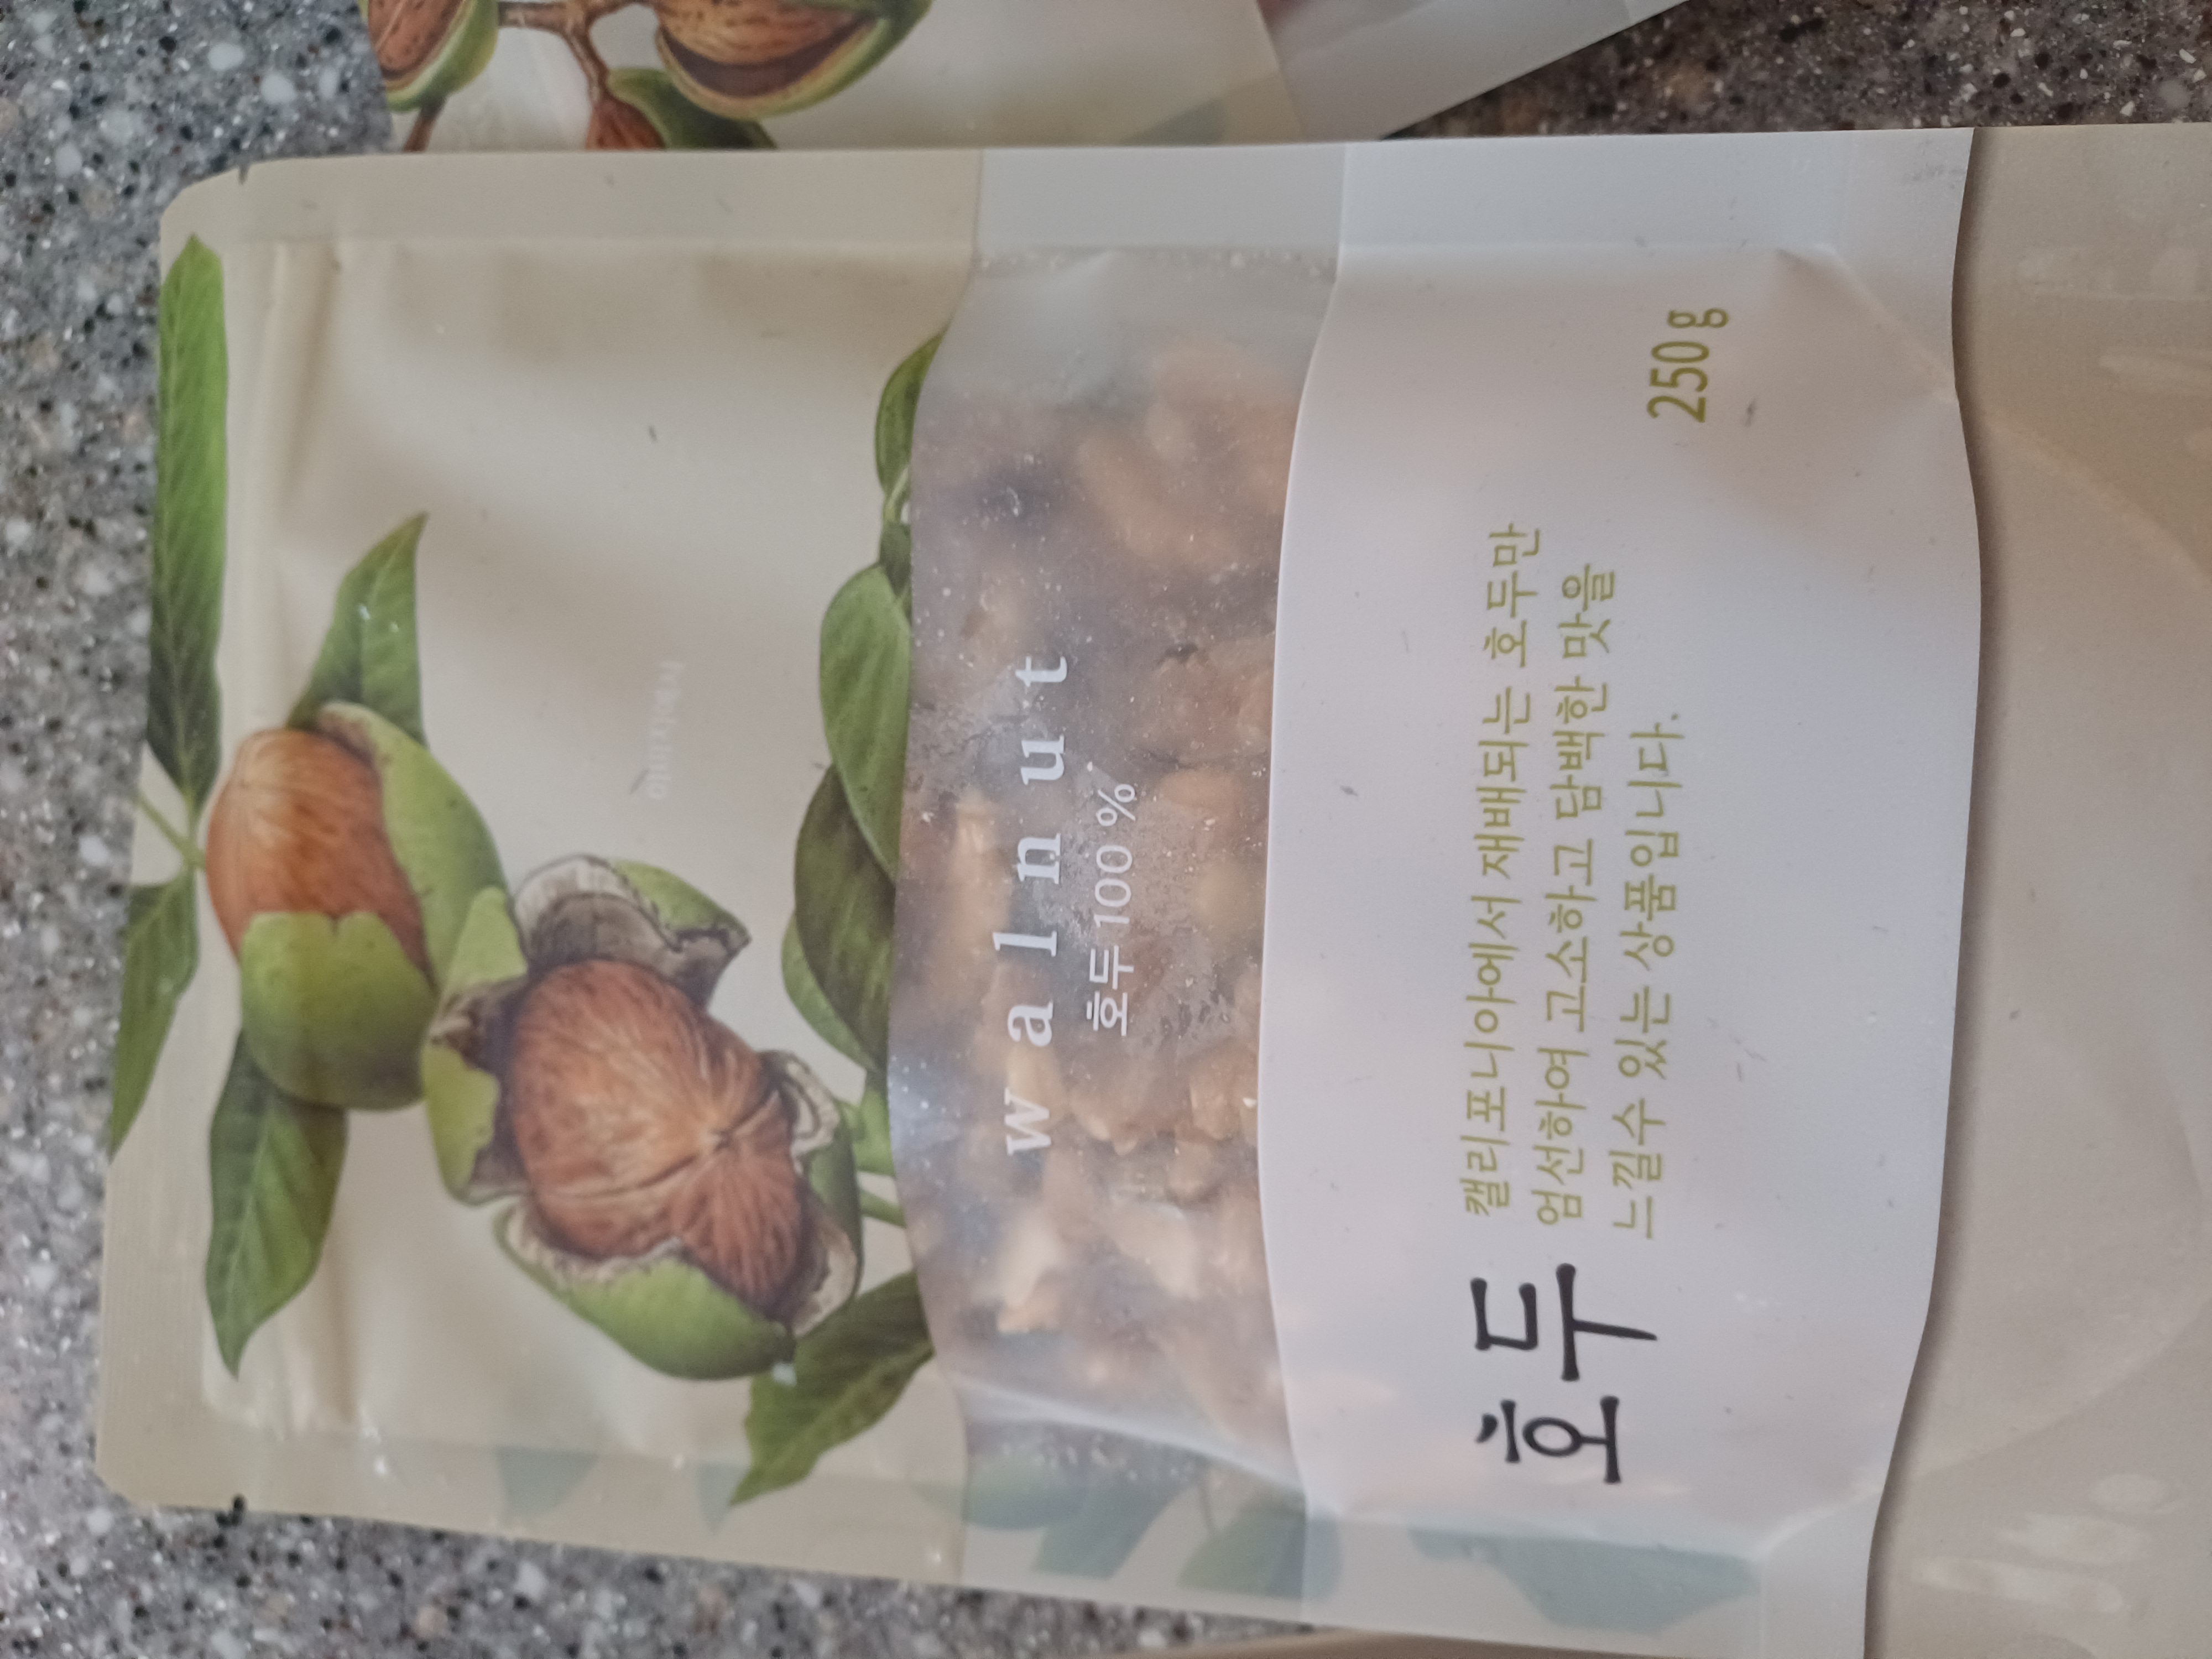 walnut
호두 100 %
호두
캘리포니아에서 재배되는 호두만
엄선하여 고소하고 담백한 맛을
느낄수 있는 상품입니다.
250 g